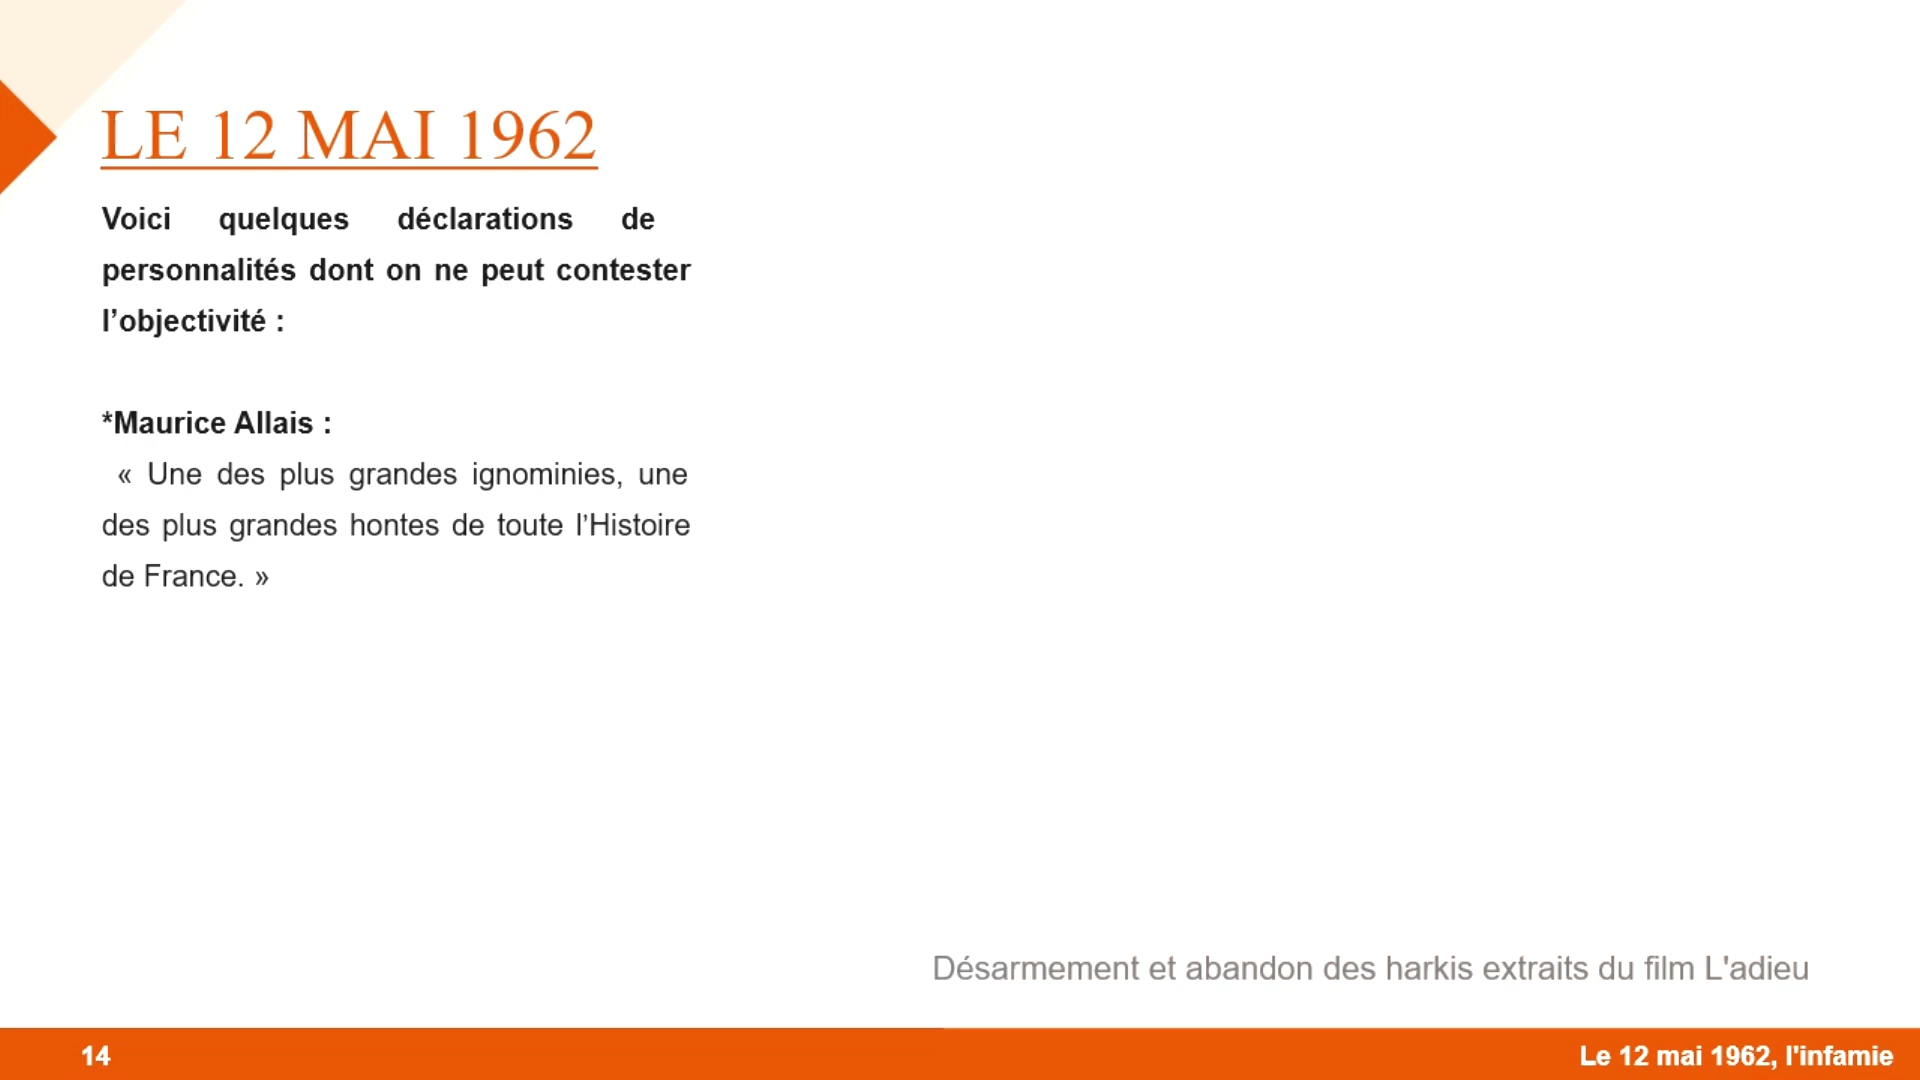 LE 12 MAI 1962
Voici quelques déclarations de
personnalités dont on ne peut contester
l’objectivité :
*Maurice Allais :
« Une des plus grandes ignominies, une
des plus grandes hontes de toute l’Histoire
de France. »
Désarmement et abandon des harkis extraits du film L'adieu
14
Le 12 mai 1962, l'infamie